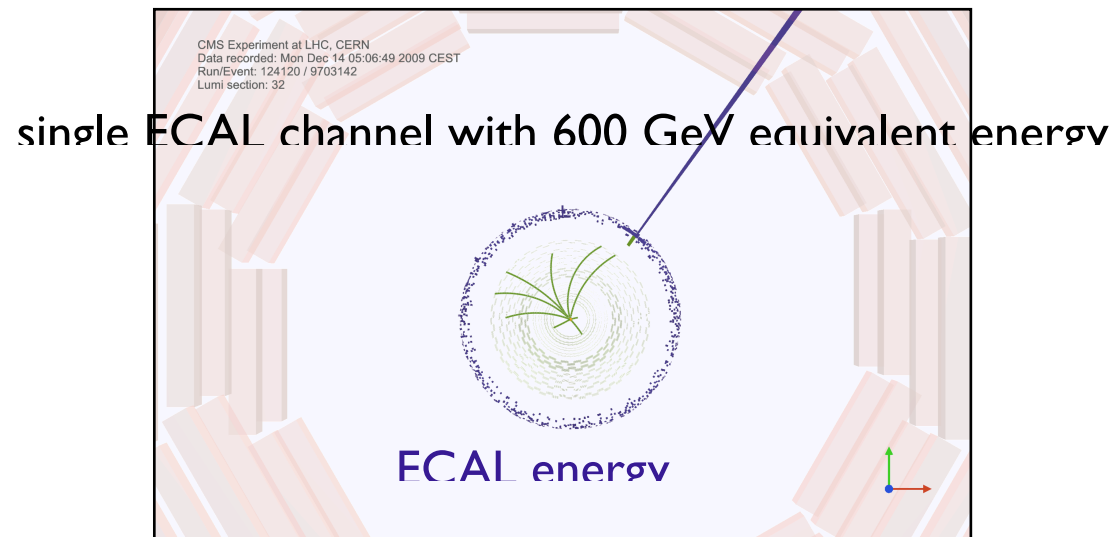 CMS Experiment at LHC, CERN
Data recorded: Mon Dec 14 05:06:49 2009 CEST
Run/Event: 124120 / 9703142
Lumi section: 32
single ECAL channel with 600 GeV equivalent energy
ECAL energy